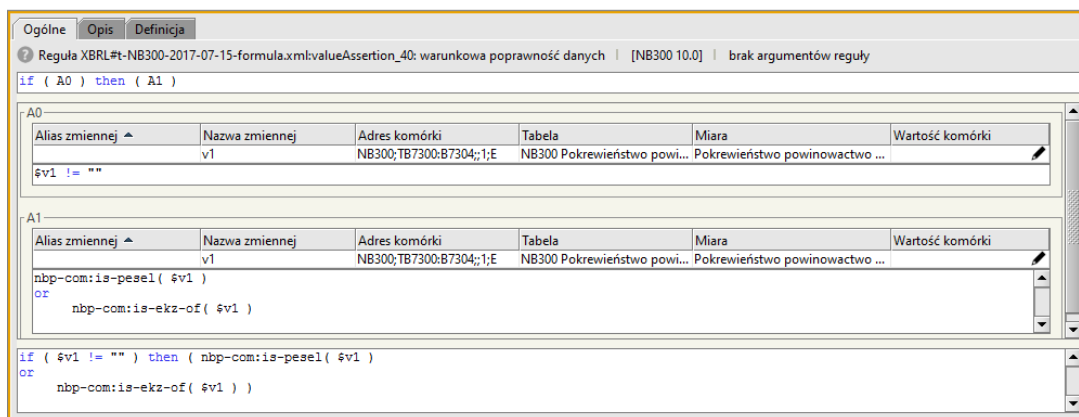 Ogólne Opis Definicja
Reguła XBRL#t-NB300-2017-07-15-formula.xml:valueAssertion_40: warunkowa poprawność danych | [NB300 10.0] | brak argumentów reguły
if ( A0 ) then ( A1 )
A0
Alias zmiennej Nazwa zmiennej Adres komórki Tabela Miara Wartość komórki
v1 NB300;TB7300:B7304;;1;E NB300 Pokrewieństwo powi... Pokrewieństwo powinowactwo ...
$v1 != ""
A1
Alias zmiennej Nazwa zmiennej Adres komórki Tabela Miara Wartość komórki
v1 NB300;TB7300:B7304;;1;E NB300 Pokrewieństwo powi... Pokrewieństwo powinowactwo ...
nbp-com:is-pesel( $v1 )
or
nbp-com:is-ekz-of( $v1 )
if ( $v1 != "" ) then ( nbp-com:is-pesel( $v1 )
or
nbp-com:is-ekz-of( $v1 ) )